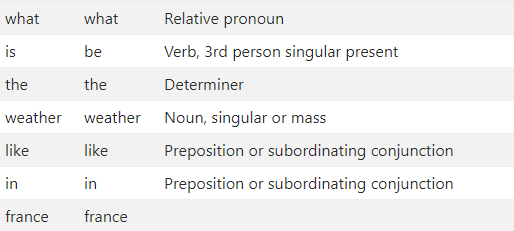 what what Relative pronoun
is be Verb, 3rd person singular present
the the Determiner
weather weather Noun, singular or mass
like like Preposition or subordinating conjunction
in in Preposition or subordinating conjunction
france france